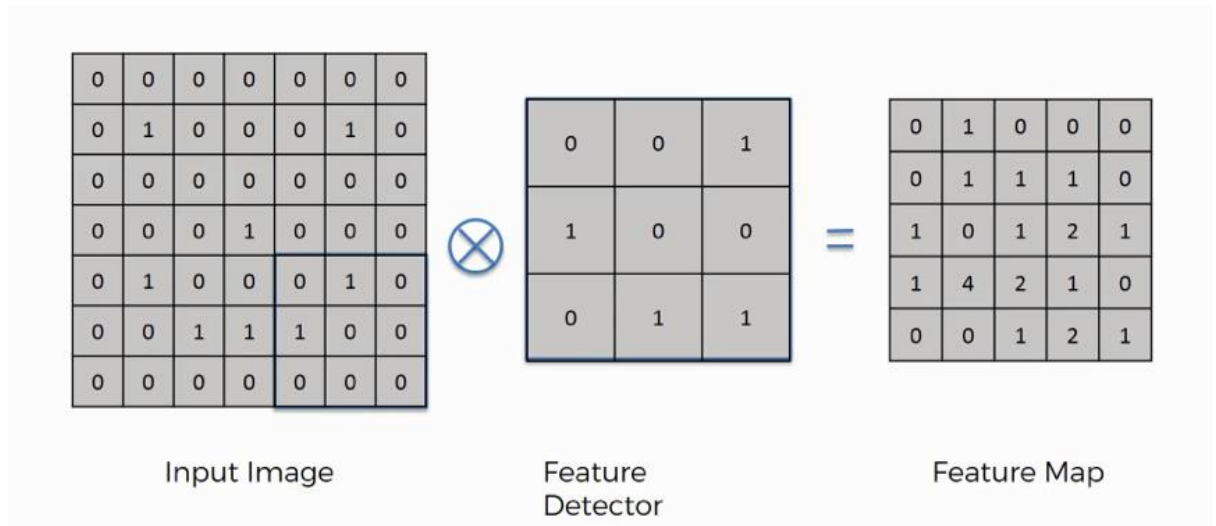 0 0 0 0 0 0 0
0 1 0 0 0 1 0
0 0 0 0 0 0 0
0 0 0 1 0 0 0
0 1 0 0 0 1 0
0 0 1 1 1 0 0
0 0 0 0 0 0 0
Input Image
0 0 1
1 0 0
0 1 1
Feature
Detector
=
0 1 0 0 0
0 1 1 1 0
1 0 1 2 1
1 4 2 1 0
0 0 1 2 1
Feature Map